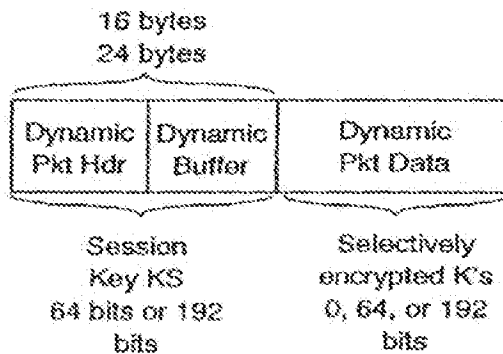 16 bytes
24 bytes
Dynamic Pkt Hdr
Dynamic Buffer
Dynamic Pkt Data
Session
Key KS
64 bits or 192
bits
Selectively
encrypted K's
0, 64, or 192
bits